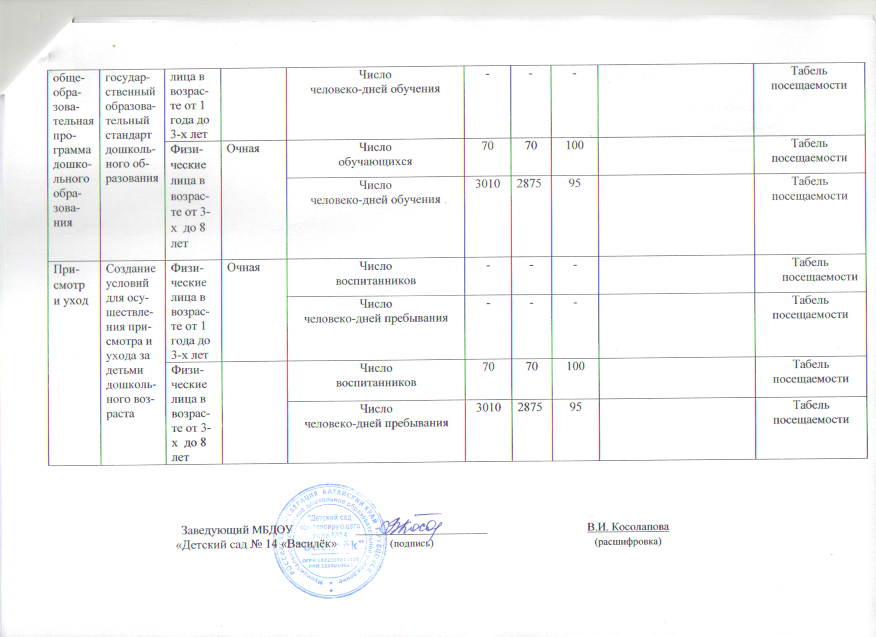 обще-
обра-
зова-
тельная
про-
грамма
дошко-
льного
обра-
зова-
ния
государ-
ственный
образова-
тельный
стандарт
дошколь-
ного об-
разования
лица в
возрас-
те от 1
года до
3-х лет
Число
человеко-дней обучения
-
-
-
Табель
посещаемости
Физи-
ческие
лица в
возрас-
те от 3-
х до 8
лет
Очная
Число
обучающихся
70
70
100
Табель
посещаемости
Число
человеко-дней обучения
3010
2875
95
Табель
посещаемости
При-
смотр
и уход
Создание
условий
для осу-
ществле-
ния при-
смотра и
ухода за
детьми
дошколь-
ного воз-
раста
Физи-
ческие
лица в
возрас-
те от 1
года до
3-х лет
Очная
Число
воспитанников
-
-
-
Табель
посещаемости
Число
человеко-дней пребывания
-
-
-
Табель
посещаемости
Физи-
ческие
лица в
возрас-
те от 3-
х до 8
лет
Число
воспитанников
70
70
100
Табель
посещаемости
Число
человеко-дней пребывания
3010
2875
95
Табель
посещаемости
Заведующий МБДОУ
«Детский сад № 14 «Василёк»
(подпись)
В.И. Косолапова
(расшифровка)
"Детский сад